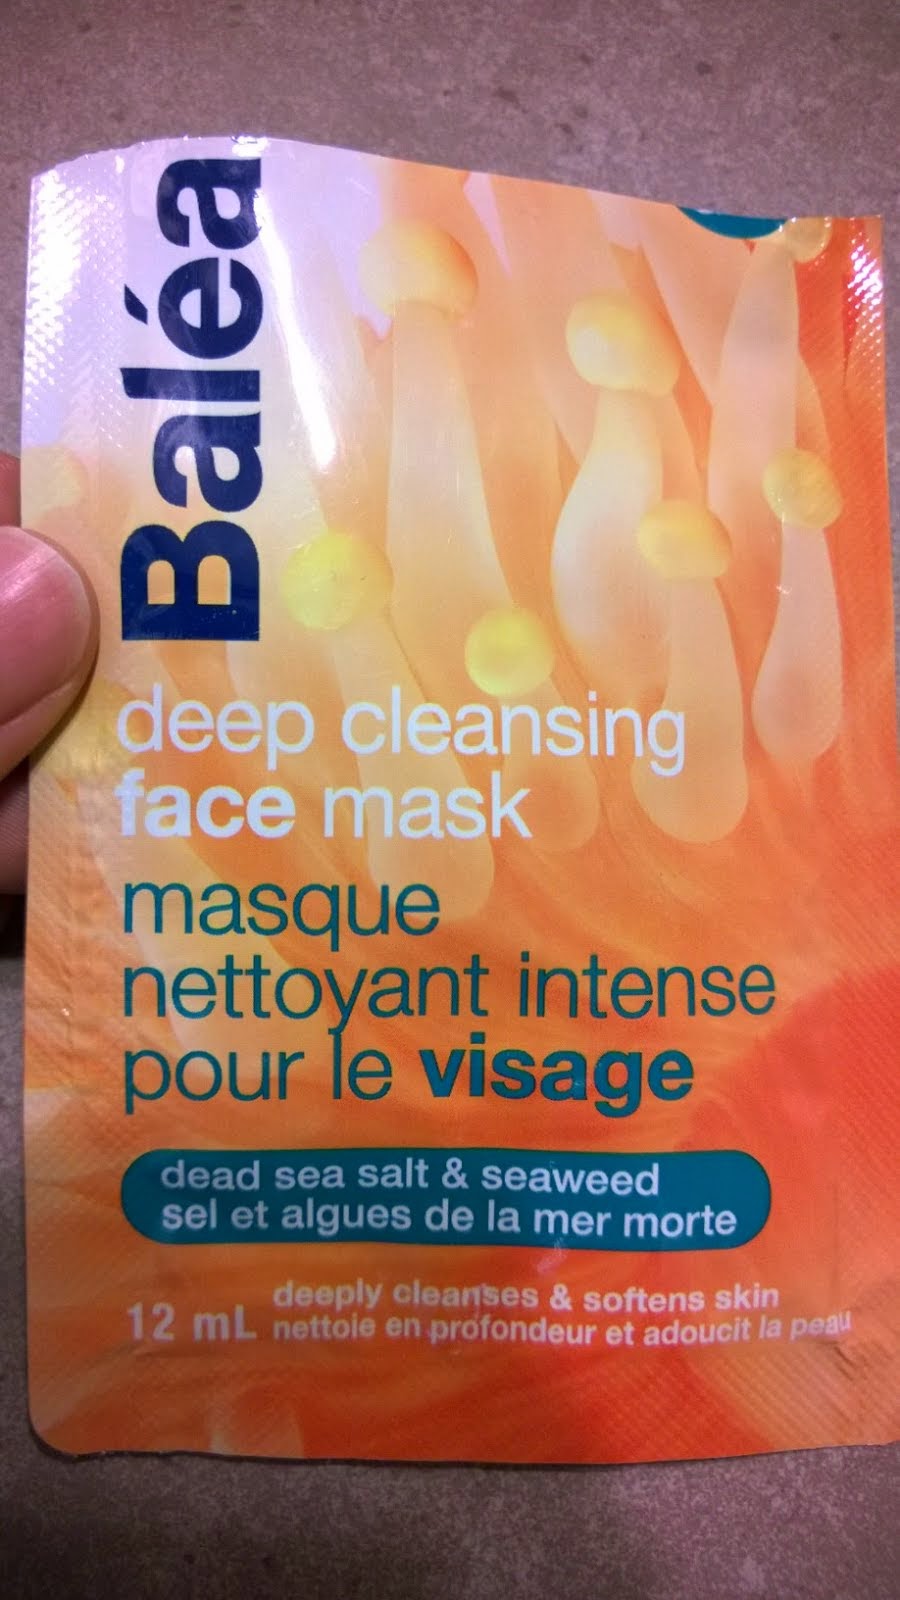 Baléa
deep cleansing
face mask
masque
nettoyant intense
pour le visage
dead sea salt & seaweed
sel et algues de la mer morte
12 mL
deeply cleanses & softens skin
nettoie en profondeur et adoucit la peau